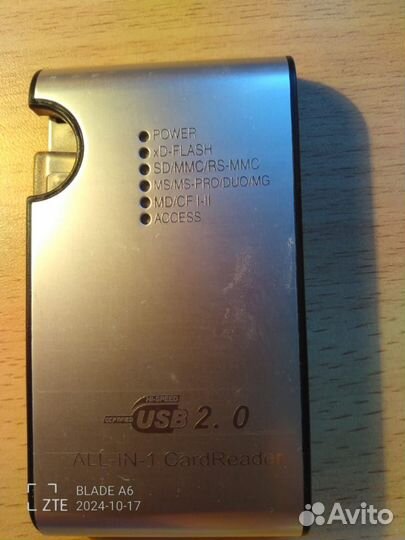 POWER
xD-FLASH
SD/MMC/RS-MMC
MS/MS-PRO/DUO/MG
MD/CF I-II
ACCESS
HI-SPEED
CERTIFIED
USB 2.0
ALL-IN-1 CardReader
ZTE
BLADE A6
2024-10-17
Avito